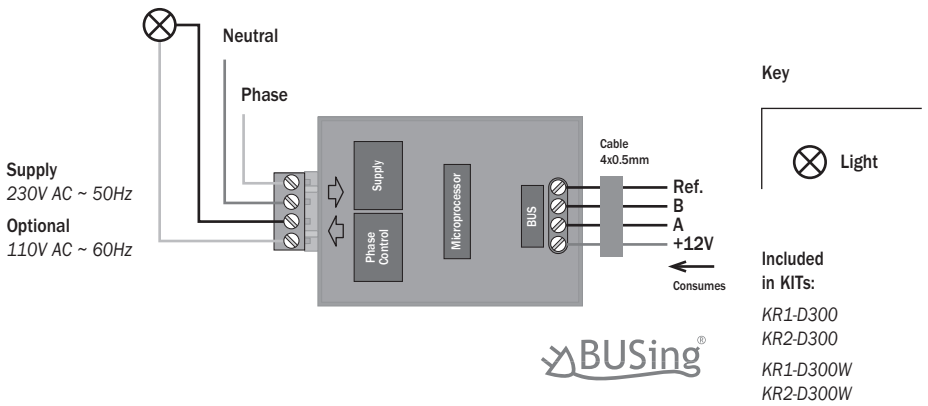 Neutral
Phase
Supply
230V AC ~ 50Hz
Optional
110V AC ~ 60Hz
Supply
Phase
Control
Microprocessor
BUS
Cable
4x0.5mm
Ref.
B
A
+12V
Consumes
BUSing®
Key
Light
Included
in KITs:
KR1-D300
KR2-D300
KR1-D300W
KR2-D300W